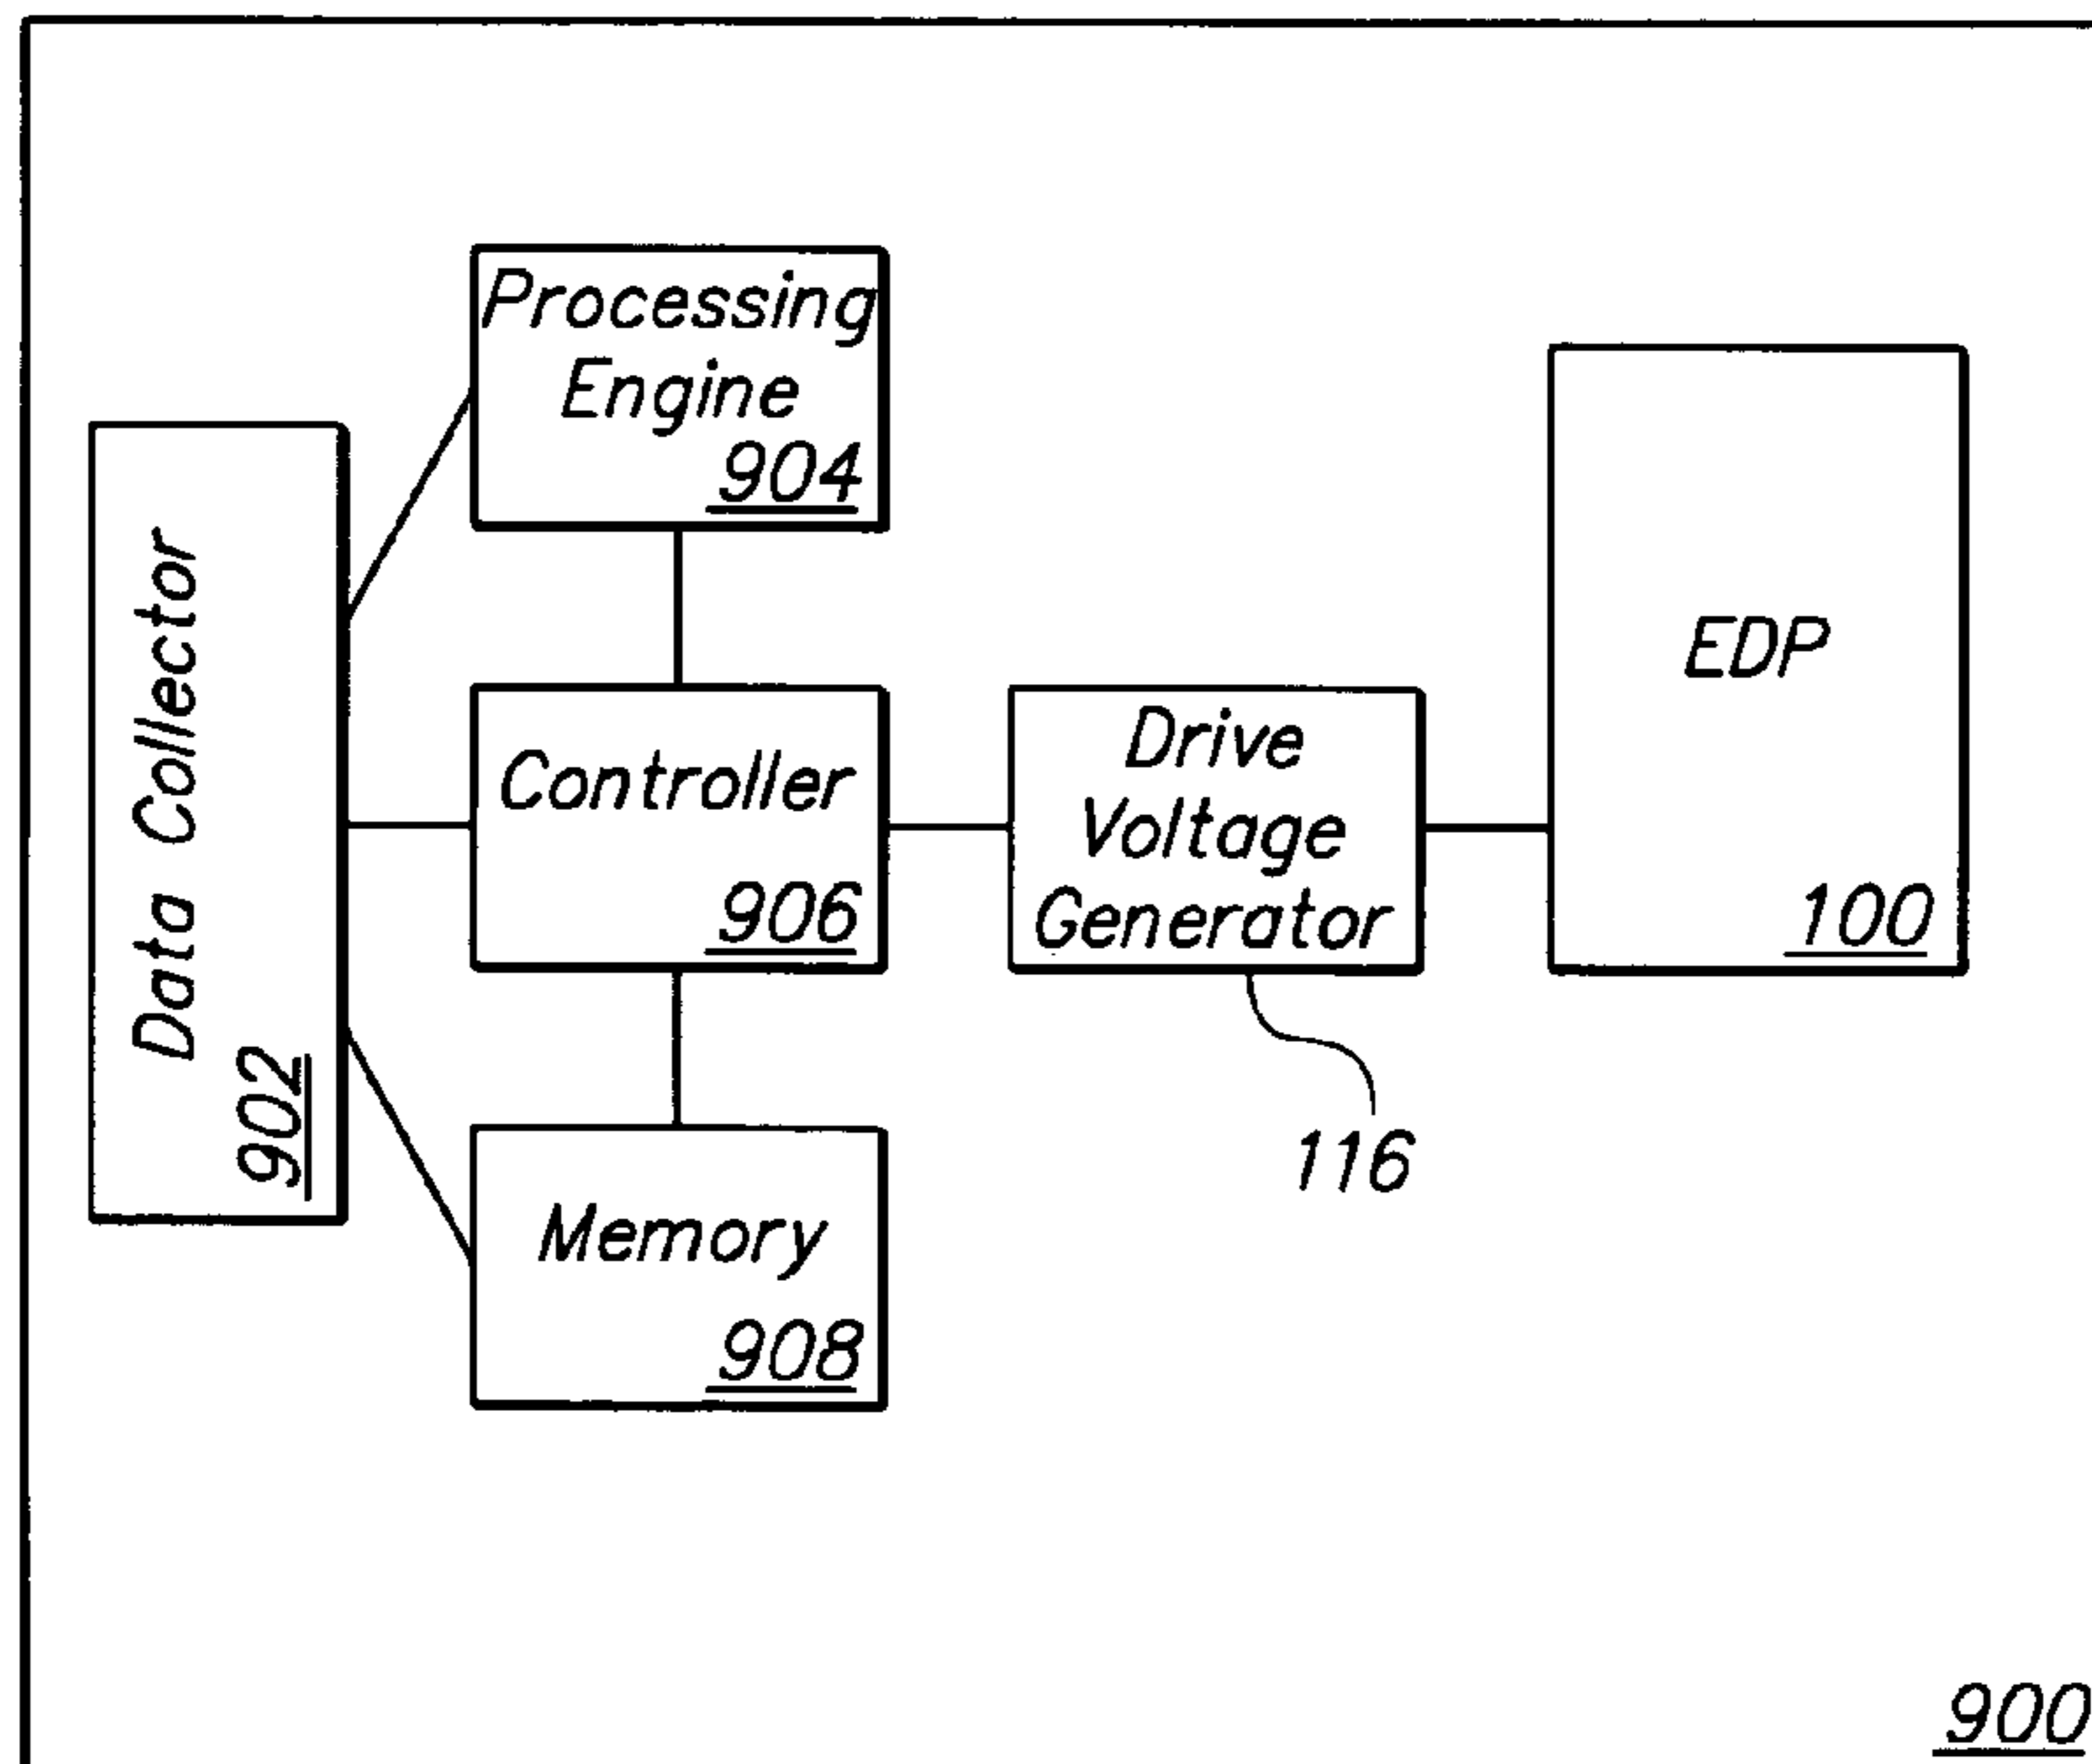 Processing
Engine
904
Data Collector
902
Controller
906
Drive
Voltage
Generator
116
EDP
100
Memory
908
900